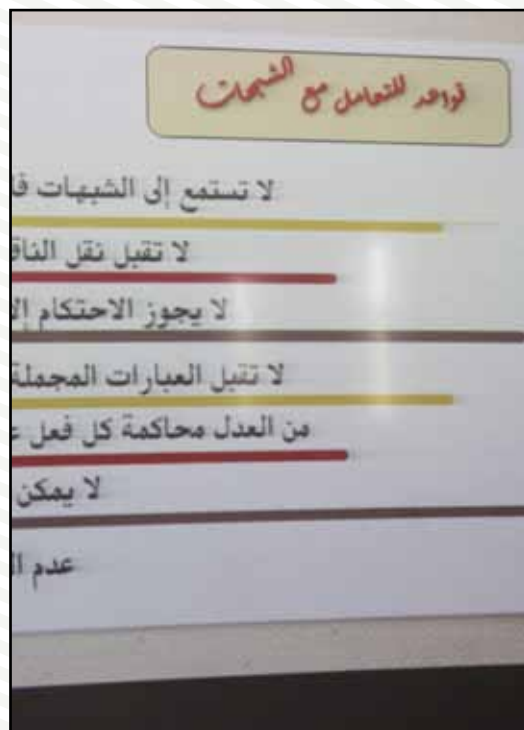 قواعد للتعامل مع الشبهات
لا تستمع إلى الشبهات
لا تقبل نقل
لا يجوز الاحتكام
لا تقبل العبارات المجملة
من العدل محاكمة كل فعل
لا يمكن
عدم